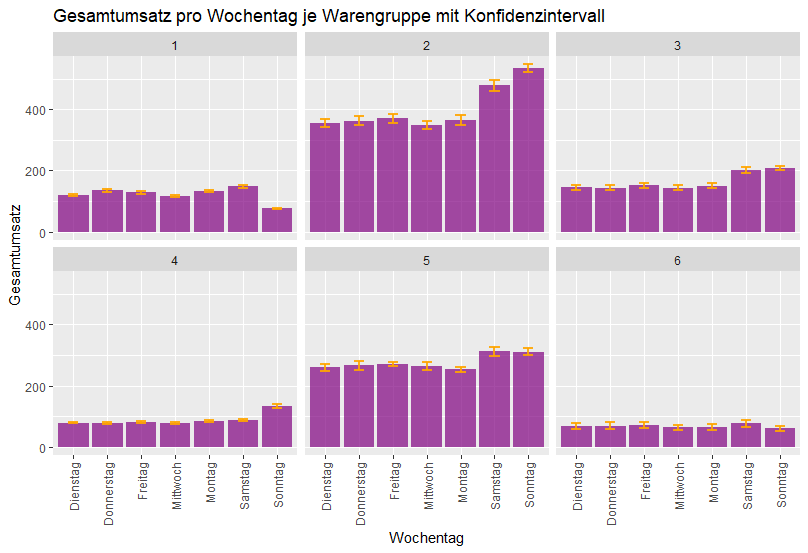 Gesamtumsatz pro Wochentag je Warengruppe mit Konfidenzintervall
1 2 3
400
200
0
4 5 6
400
200
0
Gesamtumsatz
Dienstag Donnerstag Freitag Mittwoch Montag Samstag Sonntag Dienstag Donnerstag Freitag Mittwoch Montag Samstag Sonntag Dienstag Donnerstag Freitag Mittwoch Montag Samstag Sonntag
Wochentag